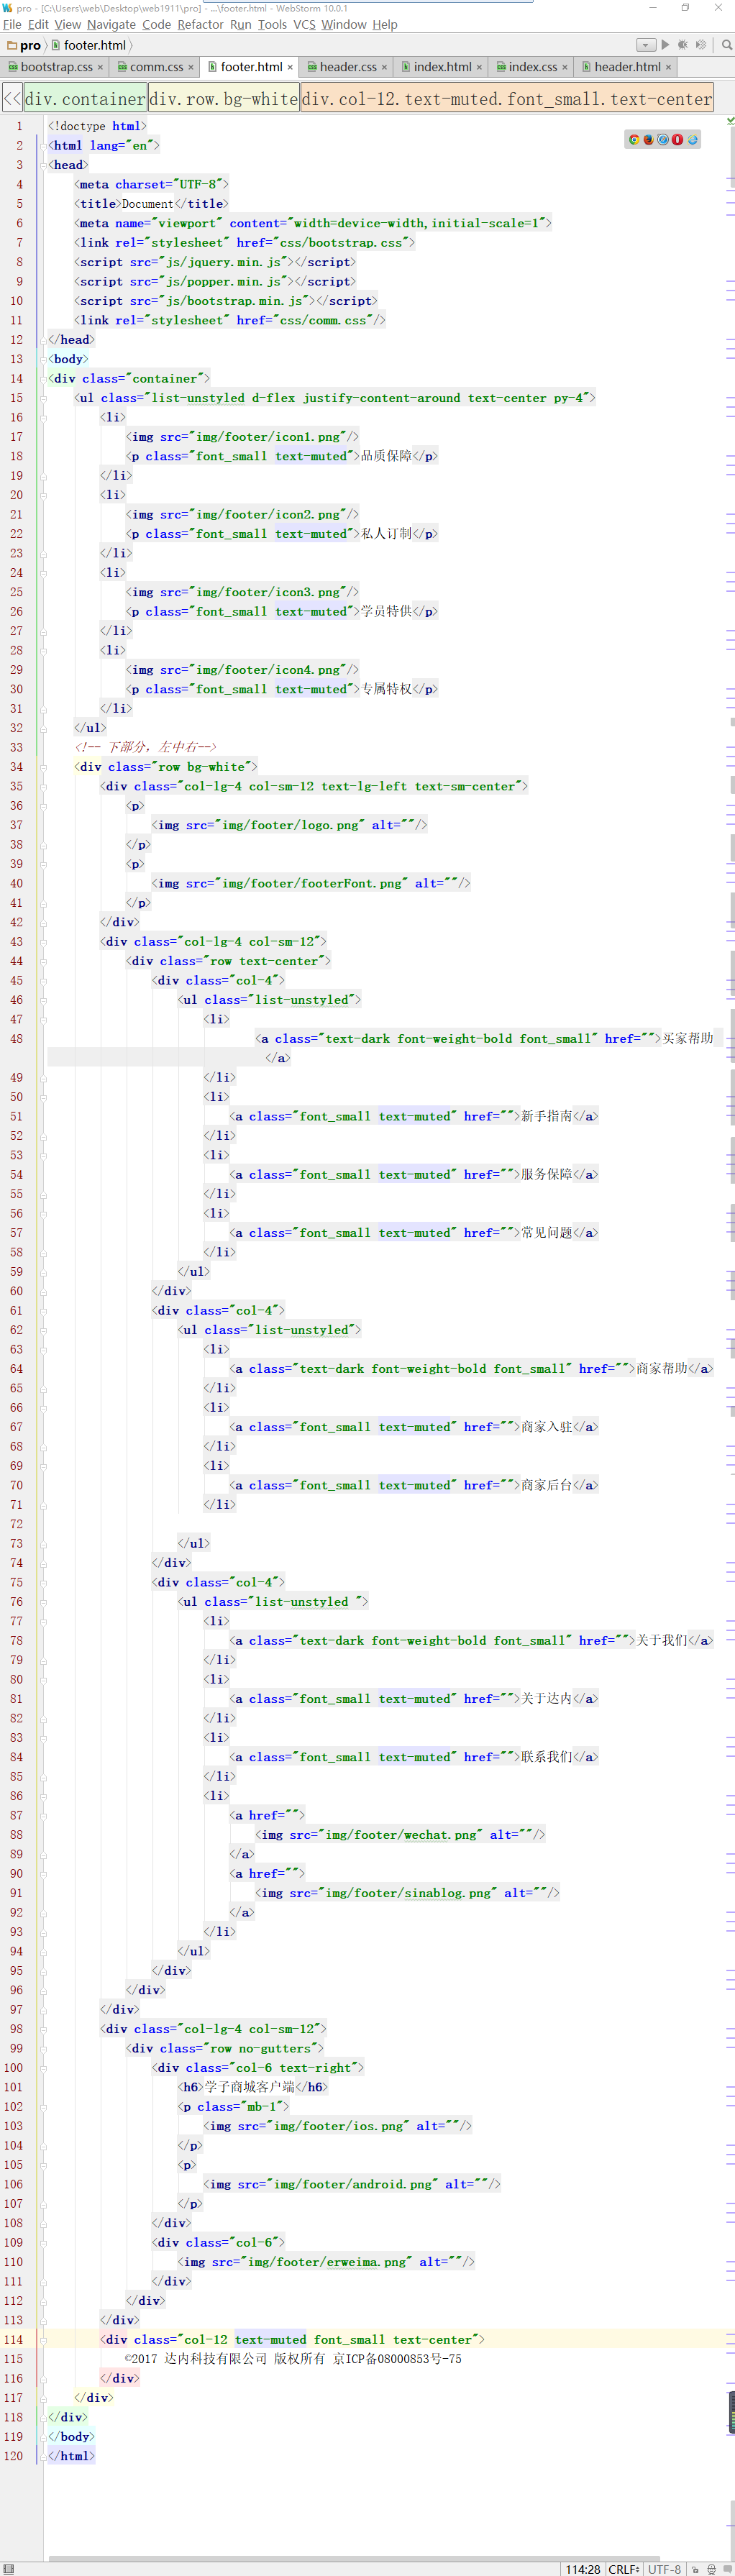 pro - [C:\Users\web\Desktop\web1911\pro] - ...\footer.html - WebStorm 10.0.1
File Edit View Navigate Code Refactor Run Tools VCS Window Help
pro footer.html
bootstrap.css × comm.css × footer.html × header.css × index.html × index.css × header.html ×
<< div.container div.row.bg-white div.col-12.text-muted.font_small.text-center
1 <!doctype html>
2 <html lang="en">
3 <head>
4 <meta charset="UTF-8">
5 <title>Document</title>
6 <meta name="viewport" content="width=device-width,initial-scale=1">
7 <link rel="stylesheet" href="css/bootstrap.css">
8 <script src="js/jquery.min.js"></script>
9 <script src="js/popper.min.js"></script>
10 <script src="js/bootstrap.min.js"></script>
11 <link rel="stylesheet" href="css/comm.css"/>
12 </head>
13 <body>
14 <div class="container">
15 <ul class="list-unstyled d-flex justify-content-around text-center py-4">
16 <li>
17 <img src="img/footer/icon1.png"/>
18 <p class="font_small text-muted">品质保障</p>
19 </li>
20 <li>
21 <img src="img/footer/icon2.png"/>
22 <p class="font_small text-muted">私人订制</p>
23 </li>
24 <li>
25 <img src="img/footer/icon3.png"/>
26 <p class="font_small text-muted">学员特供</p>
27 </li>
28 <li>
29 <img src="img/footer/icon4.png"/>
30 <p class="font_small text-muted">专属特权</p>
31 </li>
32 </ul>
33 <!-- 下部分，左中右-->
34 <div class="row bg-white">
35 <div class="col-lg-4 col-sm-12 text-lg-left text-sm-center">
36 <p>
37 <img src="img/footer/logo.png" alt=""/>
38 </p>
39 <p>
40 <img src="img/footer/footerFont.png" alt=""/>
41 </p>
42 </div>
43 <div class="col-lg-4 col-sm-12">
44 <div class="row text-center">
45 <div class="col-4">
46 <ul class="list-unstyled">
47 <li>
48 <a class="text-dark font-weight-bold font_small" href="">买家帮助
</a>
49 </li>
50 <li>
51 <a class="font_small text-muted" href="">新手指南</a>
52 </li>
53 <li>
54 <a class="font_small text-muted" href="">服务保障</a>
55 </li>
56 <li>
57 <a class="font_small text-muted" href="">常见问题</a>
58 </li>
59 </ul>
60 </div>
61 <div class="col-4">
62 <ul class="list-unstyled">
63 <li>
64 <a class="text-dark font-weight-bold font_small" href="">商家帮助</a>
65 </li>
66 <li>
67 <a class="font_small text-muted" href="">商家入驻</a>
68 </li>
69 <li>
70 <a class="font_small text-muted" href="">商家后台</a>
71 </li>
72
73 </ul>
74 </div>
75 <div class="col-4">
76 <ul class="list-unstyled ">
77 <li>
78 <a class="text-dark font-weight-bold font_small" href="">关于我们</a>
79 </li>
80 <li>
81 <a class="font_small text-muted" href="">关于达内</a>
82 </li>
83 <li>
84 <a class="font_small text-muted" href="">联系我们</a>
85 </li>
86 <li>
87 <a href="">
88 <img src="img/footer/wechat.png" alt=""/>
89 </a>
90 <a href="">
91 <img src="img/footer/sinablog.png" alt=""/>
92 </a>
93 </li>
94 </ul>
95 </div>
96 </div>
97 </div>
98 <div class="col-lg-4 col-sm-12">
99 <div class="row no-gutters">
100 <div class="col-6 text-right">
101 <h6>学子商城客户端</h6>
102 <p class="mb-1">
103 <img src="img/footer/ios.png" alt=""/>
104 </p>
105 <p>
106 <img src="img/footer/android.png" alt=""/>
107 </p>
108 </div>
109 <div class="col-6">
110 <img src="img/footer/erweima.png" alt=""/>
111 </div>
112 </div>
113 </div>
114 <div class="col-12 text-muted font_small text-center">
115 ©2017 达内科技有限公司 版权所有 京ICP备08000853号-75
116 </div>
117 </div>
118 </div>
119 </body>
120 </html>
114:28 CRLF UTF-8